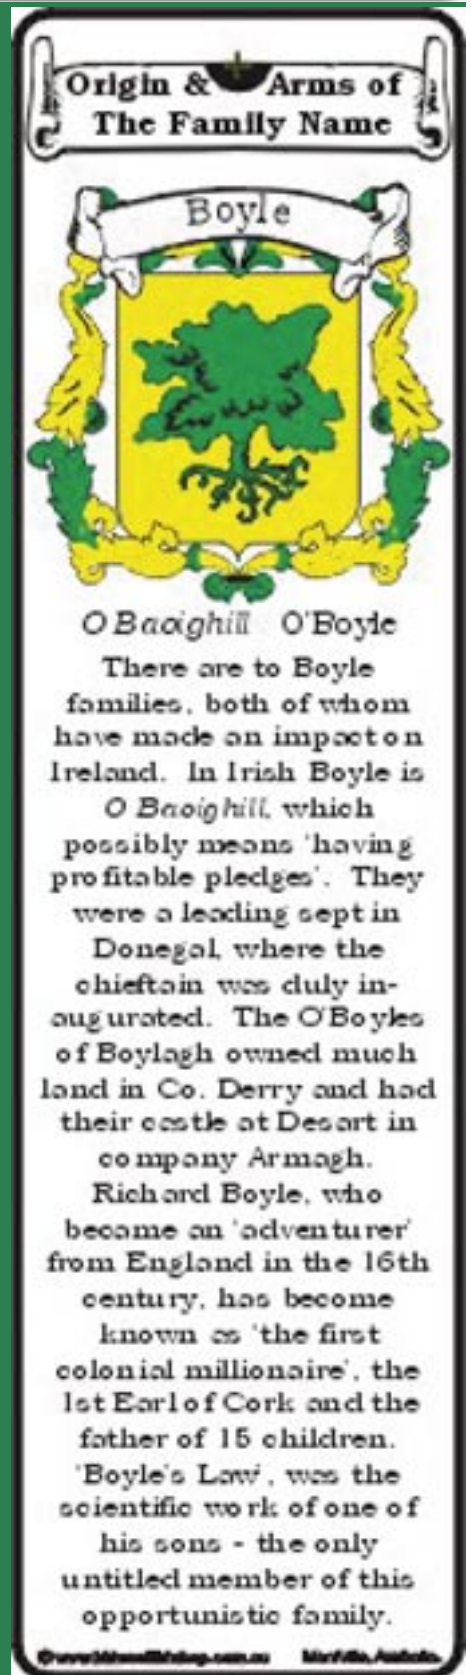 Origin & Arms of
The Family Name
Boyle
O Baoighill O'Boyle
There are to Boyle
families, both of whom
have made an impact on
Ireland. In Irish Boyle is
O Baoighill, which
possibly means 'having
profitable pledges'. They
were a leading sept in
Donegal, where the
chieftain was duly in-
augurated. The O'Boyles
of Boylagh owned much
land in Co. Derry and had
their castle at Desart in
company Armagh.
Richard Boyle, who
became an 'adventurer'
from England in the 16th
century, has become
known as 'the first
colonial millionaire', the
1st Earl of Cork and the
father of 15 children.
'Boyle's Law', was the
scientific work of one of
his sons - the only
untitled member of this
opportunistic family.